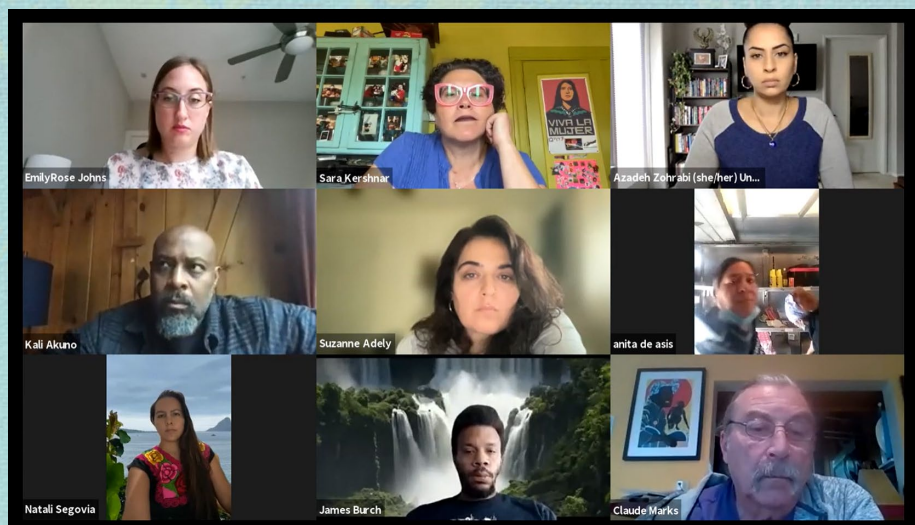 EmilyRose Johns
Sara Kershnar
VIVA LA
MUJER
Azadeh Zohrabi (she/her) Un...
Kali Akuno
Suzanne Adely
anita de asis
Natali Segovia
James Burch
Claude Marks